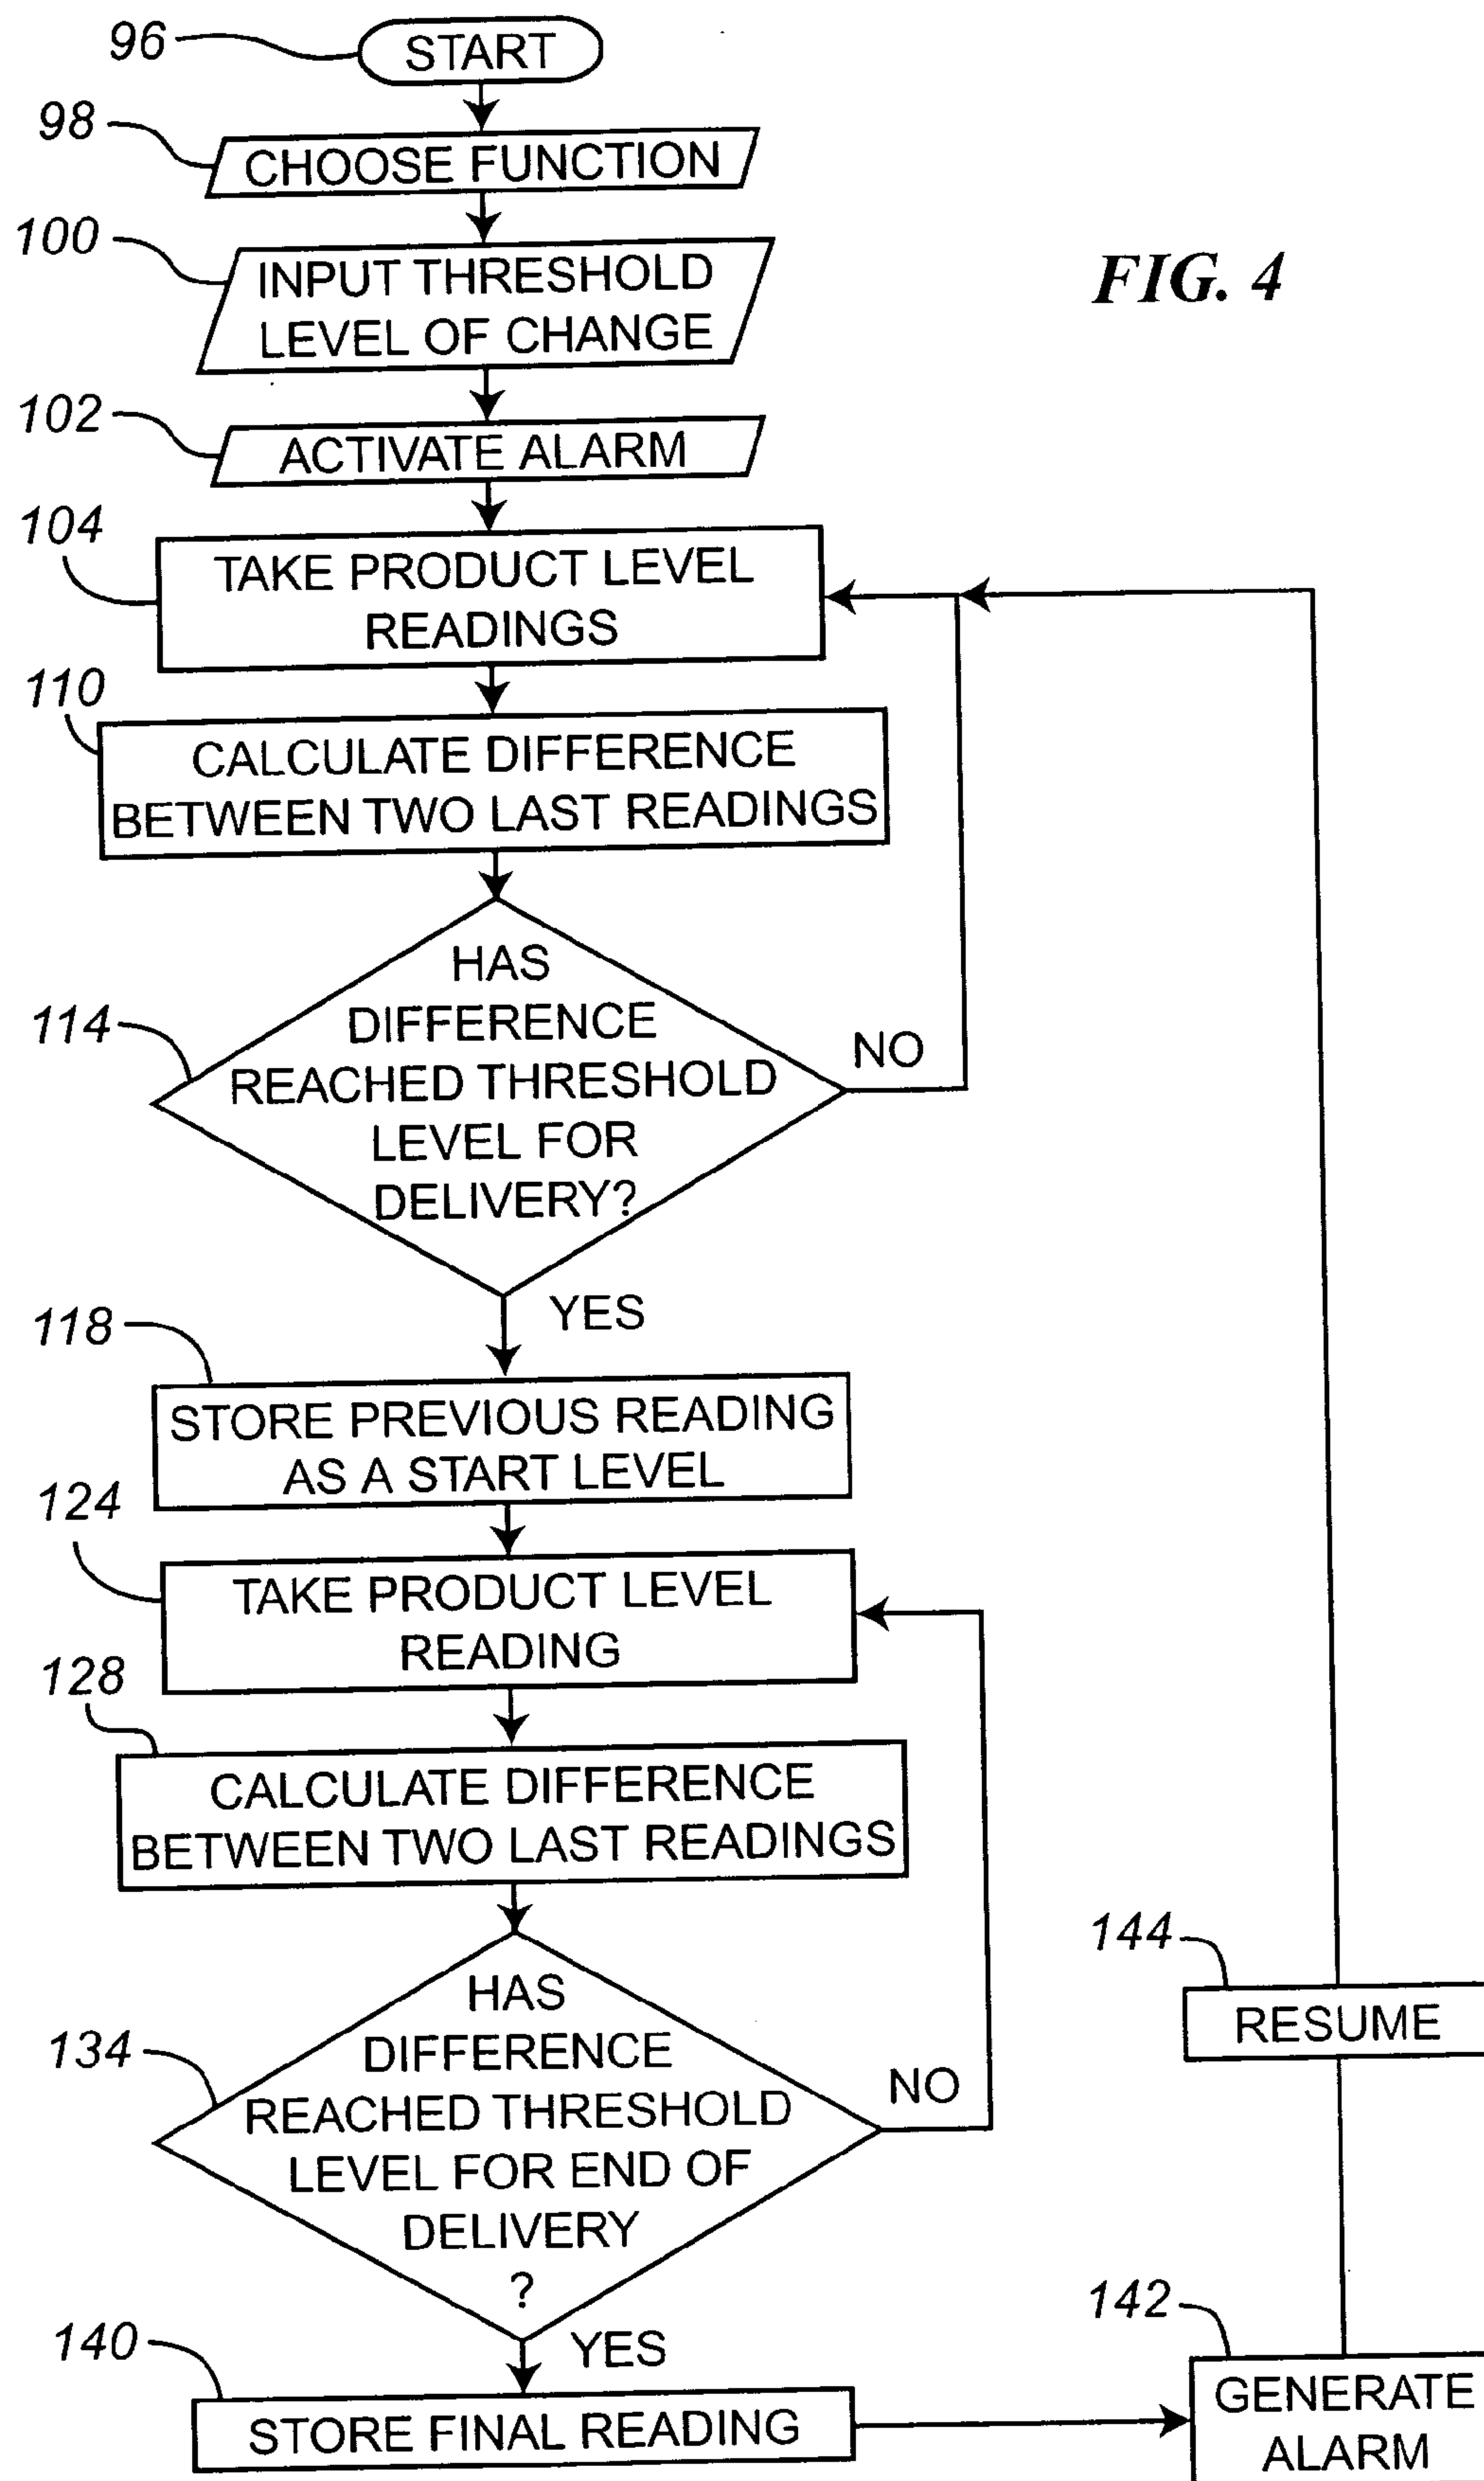 96
START
98
CHOOSE FUNCTION
100
INPUT THRESHOLD
LEVEL OF CHANGE
FIG. 4
102
ACTIVATE ALARM
104
TAKE PRODUCT LEVEL
READINGS
110
CALCULATE DIFFERENCE
BETWEEN TWO LAST READINGS
114
HAS
DIFFERENCE
REACHED THRESHOLD
LEVEL FOR
DELIVERY?
NO
YES
118
STORE PREVIOUS READING
AS A START LEVEL
124
TAKE PRODUCT LEVEL
READING
128
CALCULATE DIFFERENCE
BETWEEN TWO LAST READINGS
134
HAS
DIFFERENCE
REACHED THRESHOLD
LEVEL FOR END OF
DELIVERY
?
NO
YES
144
RESUME
140
STORE FINAL READING
142
GENERATE
ALARM